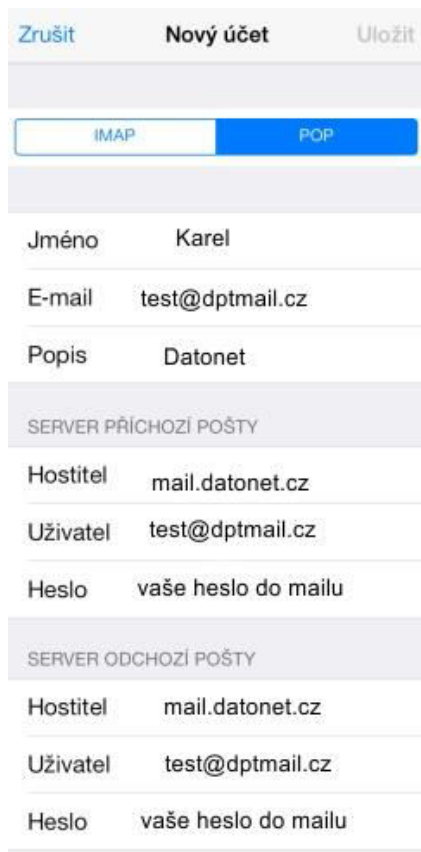 Zrušit Nový účet Uložit
IMAP POP
Jméno Karel
E-mail test@dptmail.cz
Popis Datonet
SERVER PŘÍCHOZÍ POŠTY
Hostitel mail.datonet.cz
Uživatel test@dptmail.cz
Heslo vaše heslo do mailu
SERVER ODCHOZÍ POŠTY
Hostitel mail.datonet.cz
Uživatel test@dptmail.cz
Heslo vaše heslo do mailu